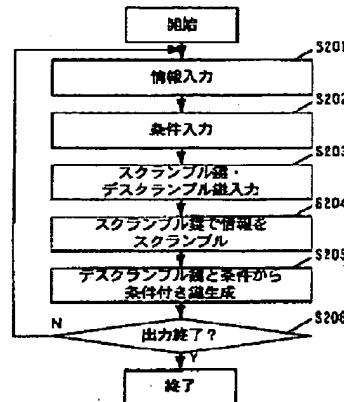 開始
S201
情報入力
S202
条件入力
S203
スクランブル鍵・
デスクランブル鍵入力
S204
スクランブル鍵で情報を
スクランブル
S205
デスクランブル鍵と条件から
条件付き鍵生成
S206
N
出力終了?
Y
終了